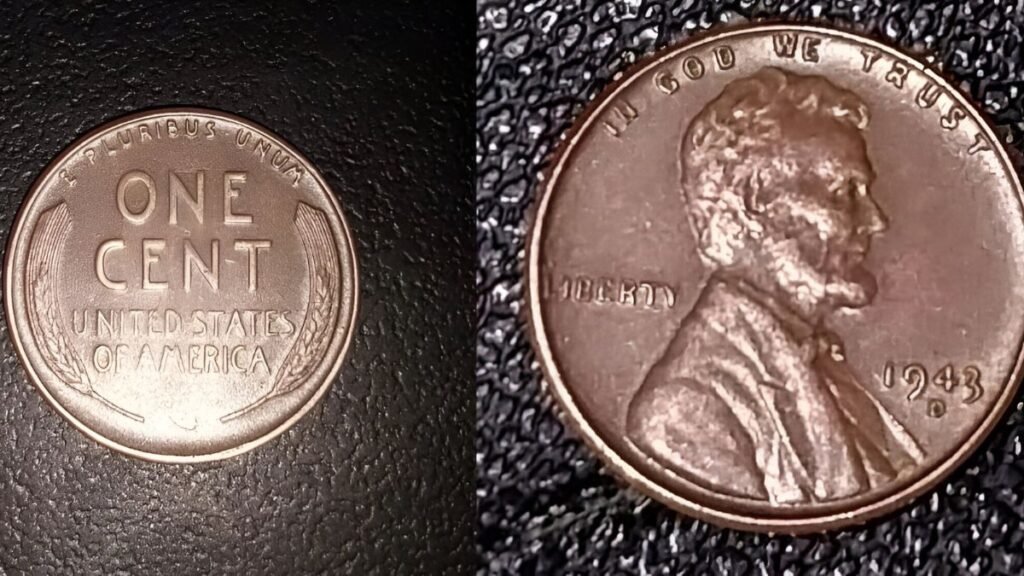 E PLURIBUS UNUM
ONE
CENT
UNITED STATES
OF AMERICA
IN GOD WE TRUST
LIBERTY
1943
D